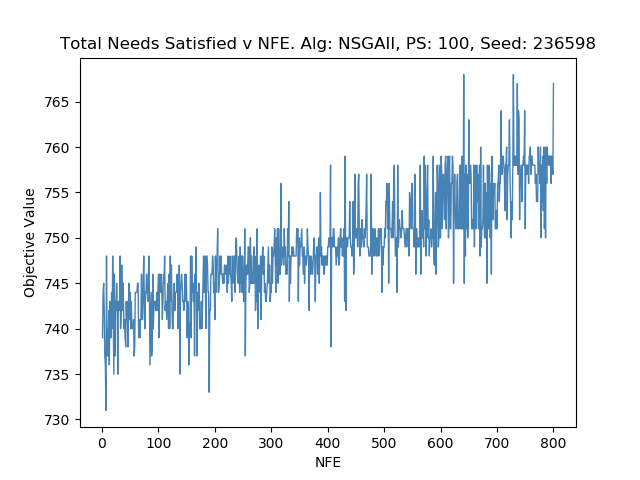 Total Needs Satisfied v NFE. Alg: NSGAII, PS: 100, Seed: 236598
Objective Value
765
760
755
750
745
740
735
730
0 100 200 300 400 500 600 700 800
NFE